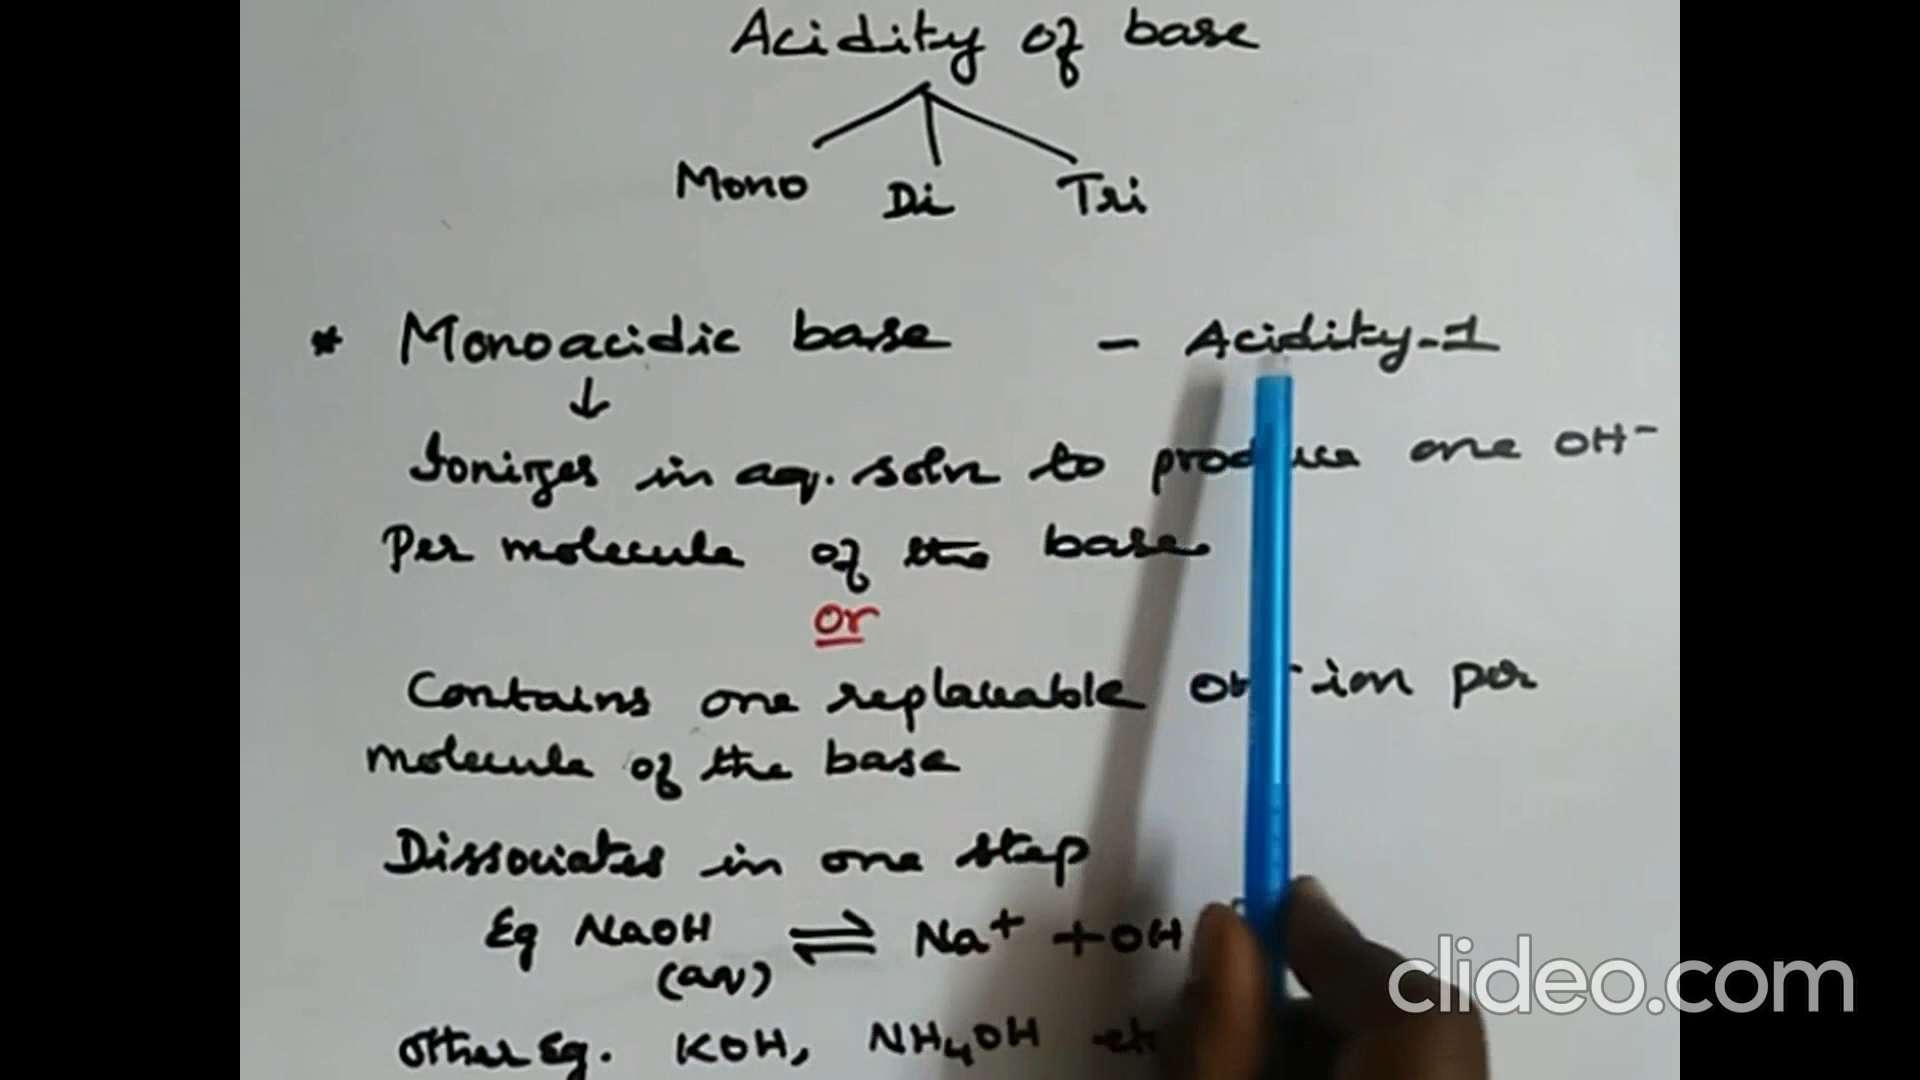 Acidity of base
Mono Di Tri
* Monoacidic base - Acidity-1
↓
Ionizes in aq. soln to produce one OH⁻
Per molecule of the base
or
Contains one replaceable ion per
molecule of the base
Dissociates in one step
Eg NaOH ⇌ Na⁺ + OH
(aq)
other Eg. KOH, NH₄OH
clideo.com